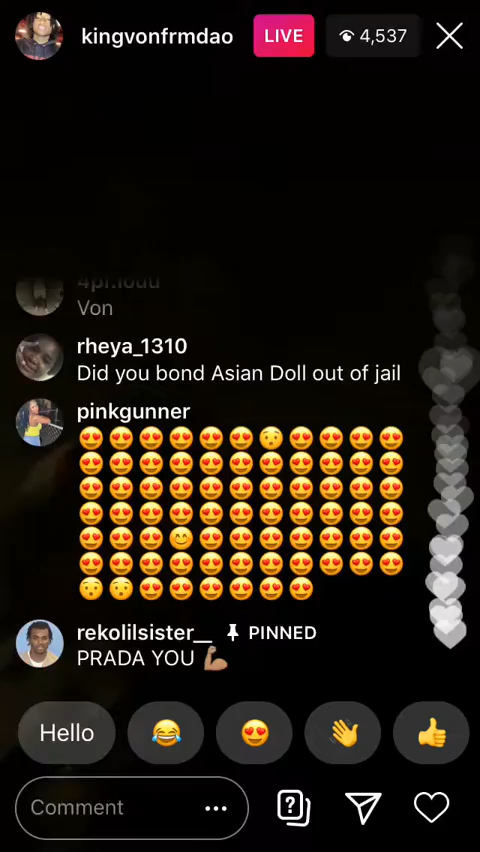 kingvonfrmdao LIVE 4,537
Von
rheya_1310
Did you bond Asian Doll out of jail
pinkgunner
😍😍😍😍😍😍😯😍😍😍😍
😍😍😍😍😍😍😍😍😍😍😍
😍😍😍😍😍😍😍😍😍😍😍
😍😍😍😍😍😍😍😍😍😍😍
😍😍😍😊😍😍😍😍😍😍😍
😍😍😍😍😍😍😍😍😍😍😍
😯😯😍😍😍😍😍😍
rekolilsister__ PINNED
PRADA YOU 💪🏽
Hello 😂 😍 👋 👍
Comment